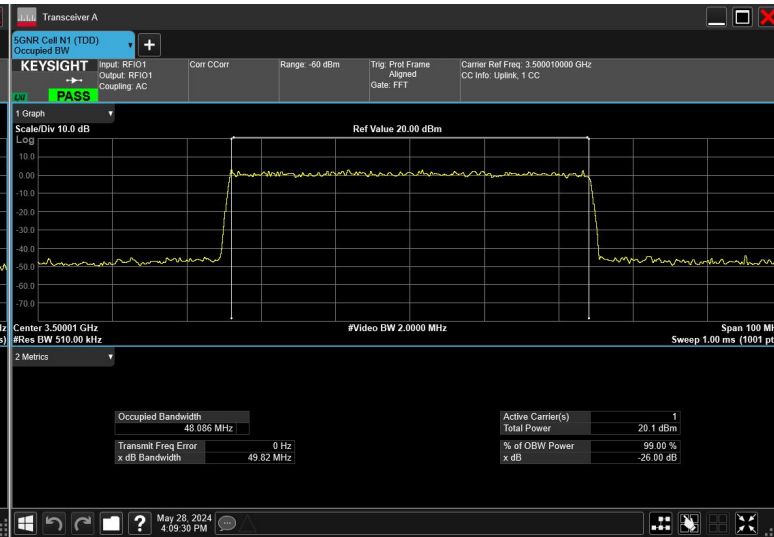 Transceiver A
5GNR Cell N1 (TDD)
Occupied BW
KEYSIGHT
Input: RFIO1
Output: RFIO1
Coupling: AC
Corr CCorr
Range: -60 dBm
Trig: Prot Frame
Aligned
Gate: FFT
Carrier Ref Freq: 3.500010000 GHz
CC Info: Uplink, 1 CC
LXI
PASS
1 Graph
Scale/Div 10.0 dB
Ref Value 20.00 dBm
Log
10.0
0.00
-10.0
-20.0
-30.0
-40.0
-50.0
-60.0
-70.0
Hz
Center 3.50001 GHz
#Video BW 2.0000 MHz
Span 100 MH
s)
#Res BW 510.00 kHz
Sweep 1.00 ms (1001 pt
2 Metrics
Occupied Bandwidth
48.086 MHz
Transmit Freq Error 0 Hz
x dB Bandwidth 49.82 MHz
Active Carrier(s) 1
Total Power 20.1 dBm
% of OBW Power 99.00 %
x dB -26.00 dB
?
May 28, 2024
4:09:30 PM